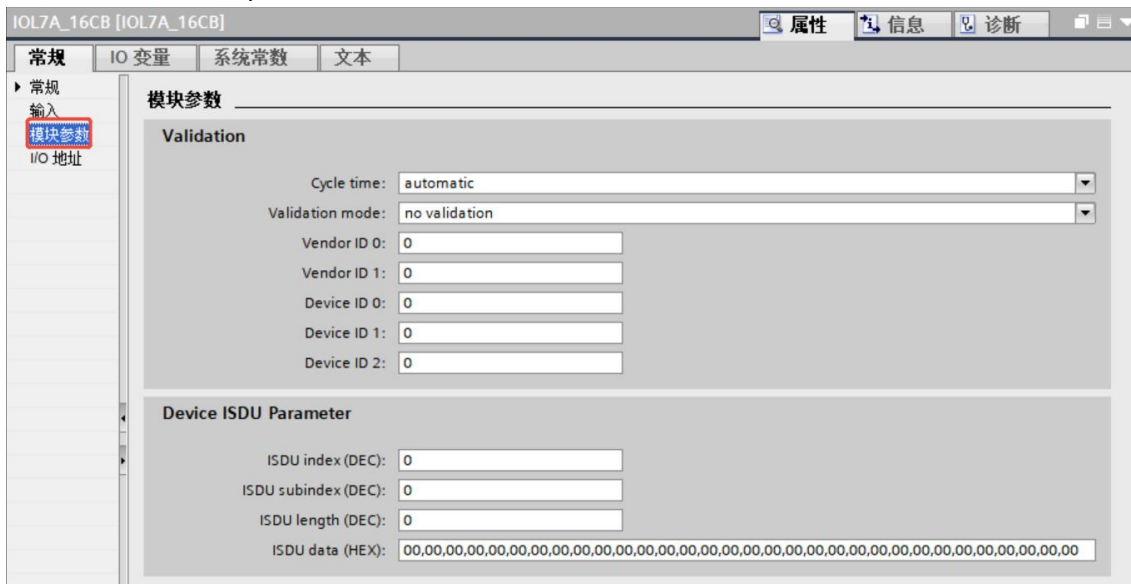 IOL7A_16CB [IOL7A_16CB]
属性 信息 诊断
常规 IO 变量 系统常数 文本
常规
输入
模块参数
I/O 地址
模块参数
Validation
Cycle time: automatic
Validation mode: no validation
Vendor ID 0: 0
Vendor ID 1: 0
Device ID 0: 0
Device ID 1: 0
Device ID 2: 0
Device ISDU Parameter
ISDU index (DEC): 0
ISDU subindex (DEC): 0
ISDU length (DEC): 0
ISDU data (HEX): 00,00,00,00,00,00,00,00,00,00,00,00,00,00,00,00,00,00,00,00,00,00,00,00,00,00,00,00,00,00,00,00